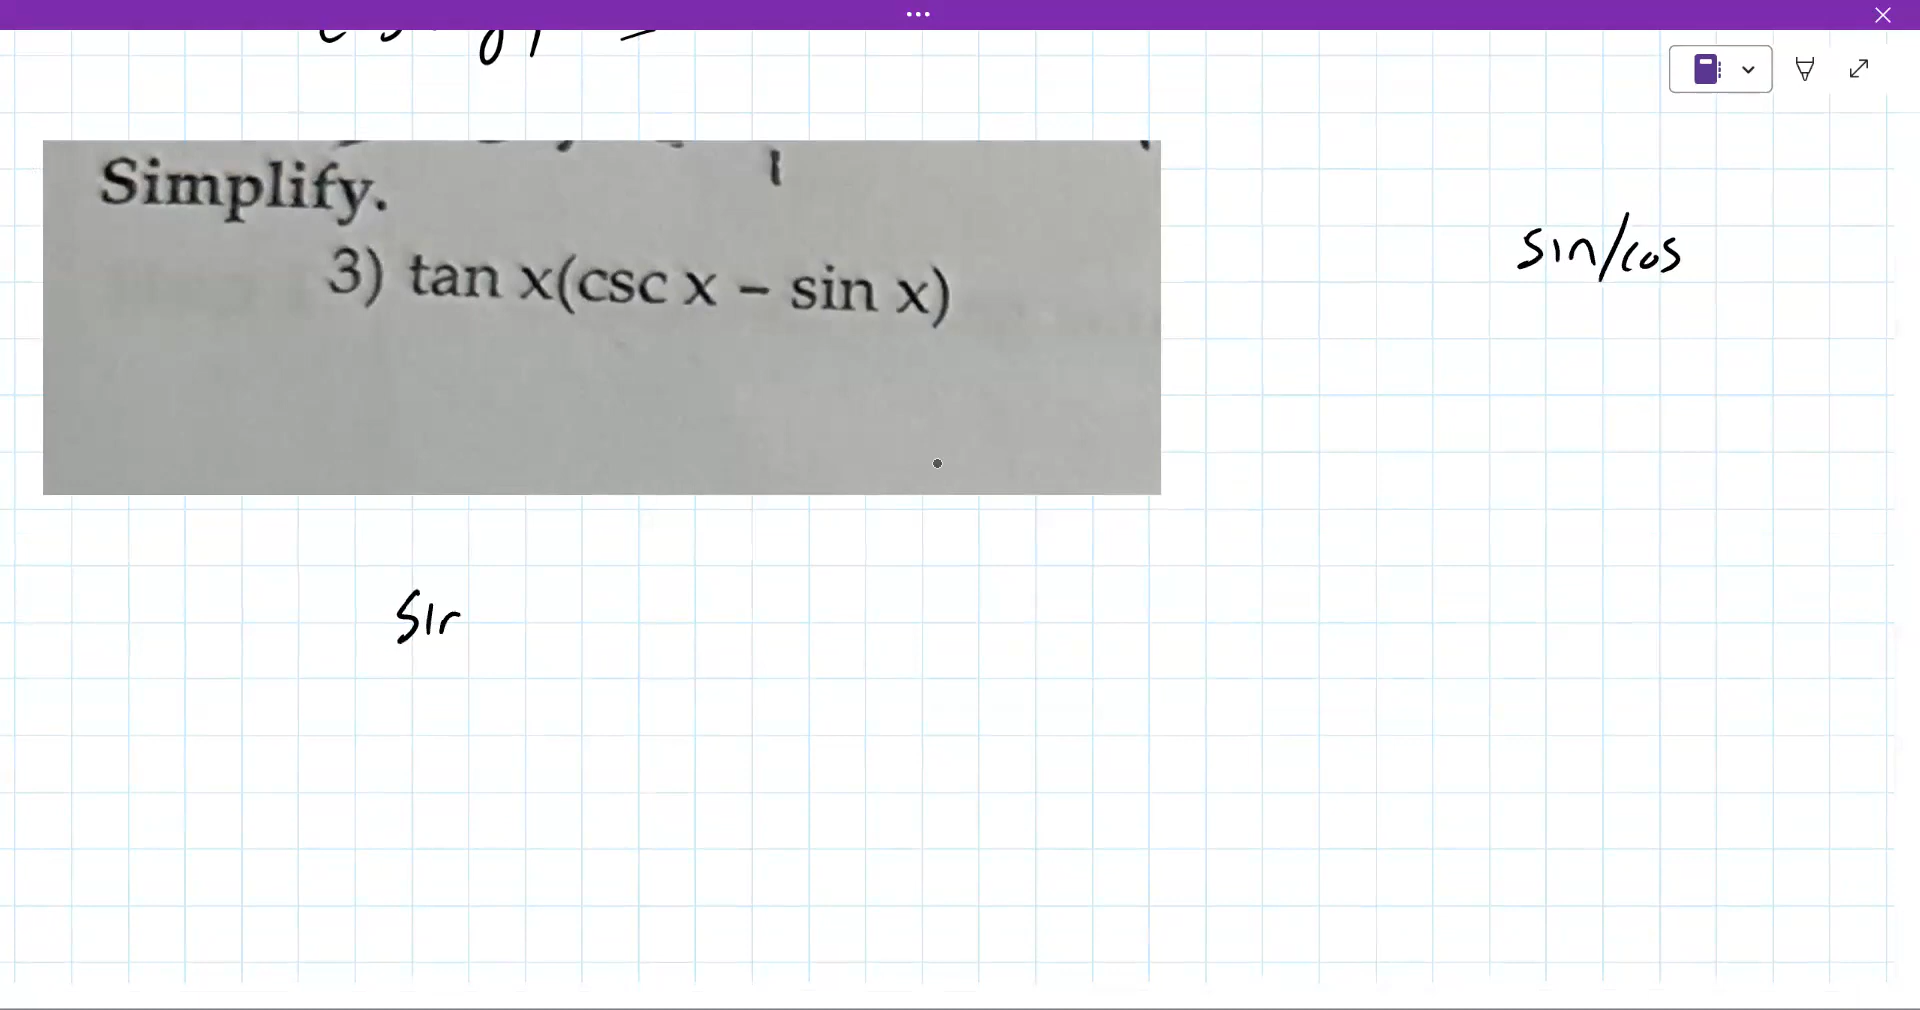 Simplify.
3) tan x(csc x – sin x)
sin/cos
Sir